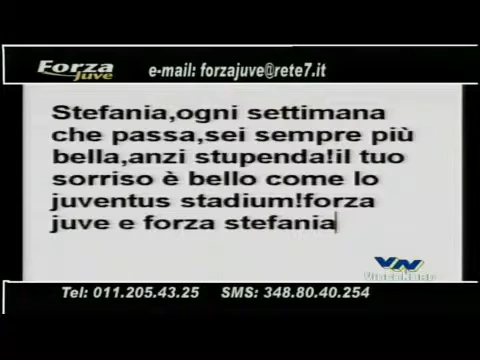 Forza
Juve
e-mail: forzajuve@rete7.it
Stefania,ogni settimana
che passa,sei sempre più
bella,anzi stupenda!il tuo
sorriso è bello come lo
juventus stadium!forza
juve e forza stefania
VN
VIDEONORD
Tel: 011.205.43.25 SMS: 348.80.40.254